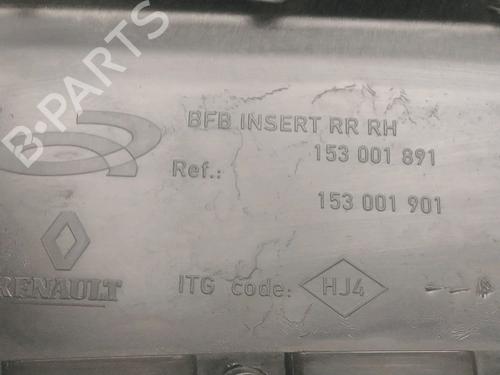 B-PARTS
BFB INSERT RR RH
153 001 891
Ref.:
153 001 901
RENAULT
ITG code: HJ4